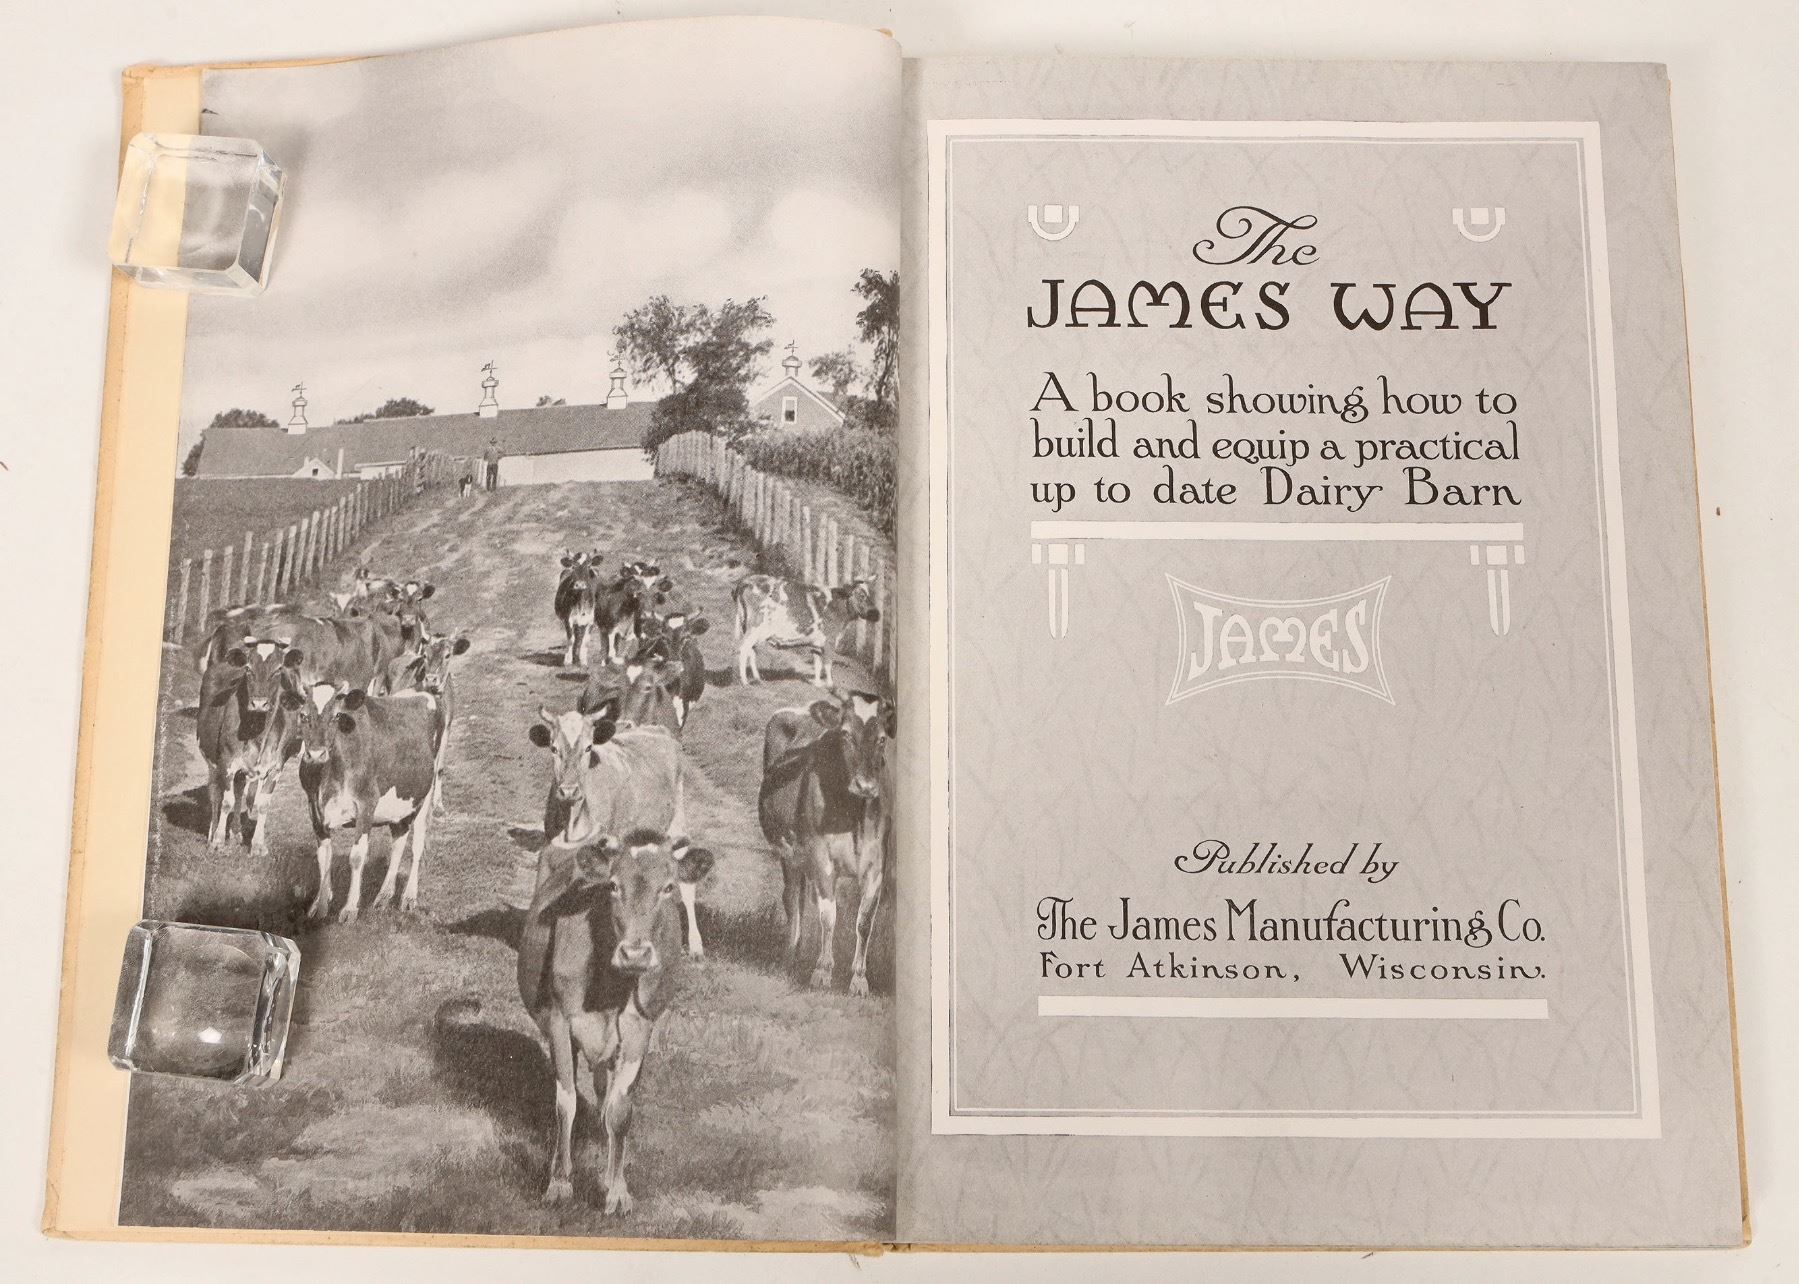 The
JAMES WAY
A book showing how to
build and equip a practical
up to date Dairy Barn
JAMES
Published by
The James Manufacturing Co.
Fort Atkinson, Wisconsin.